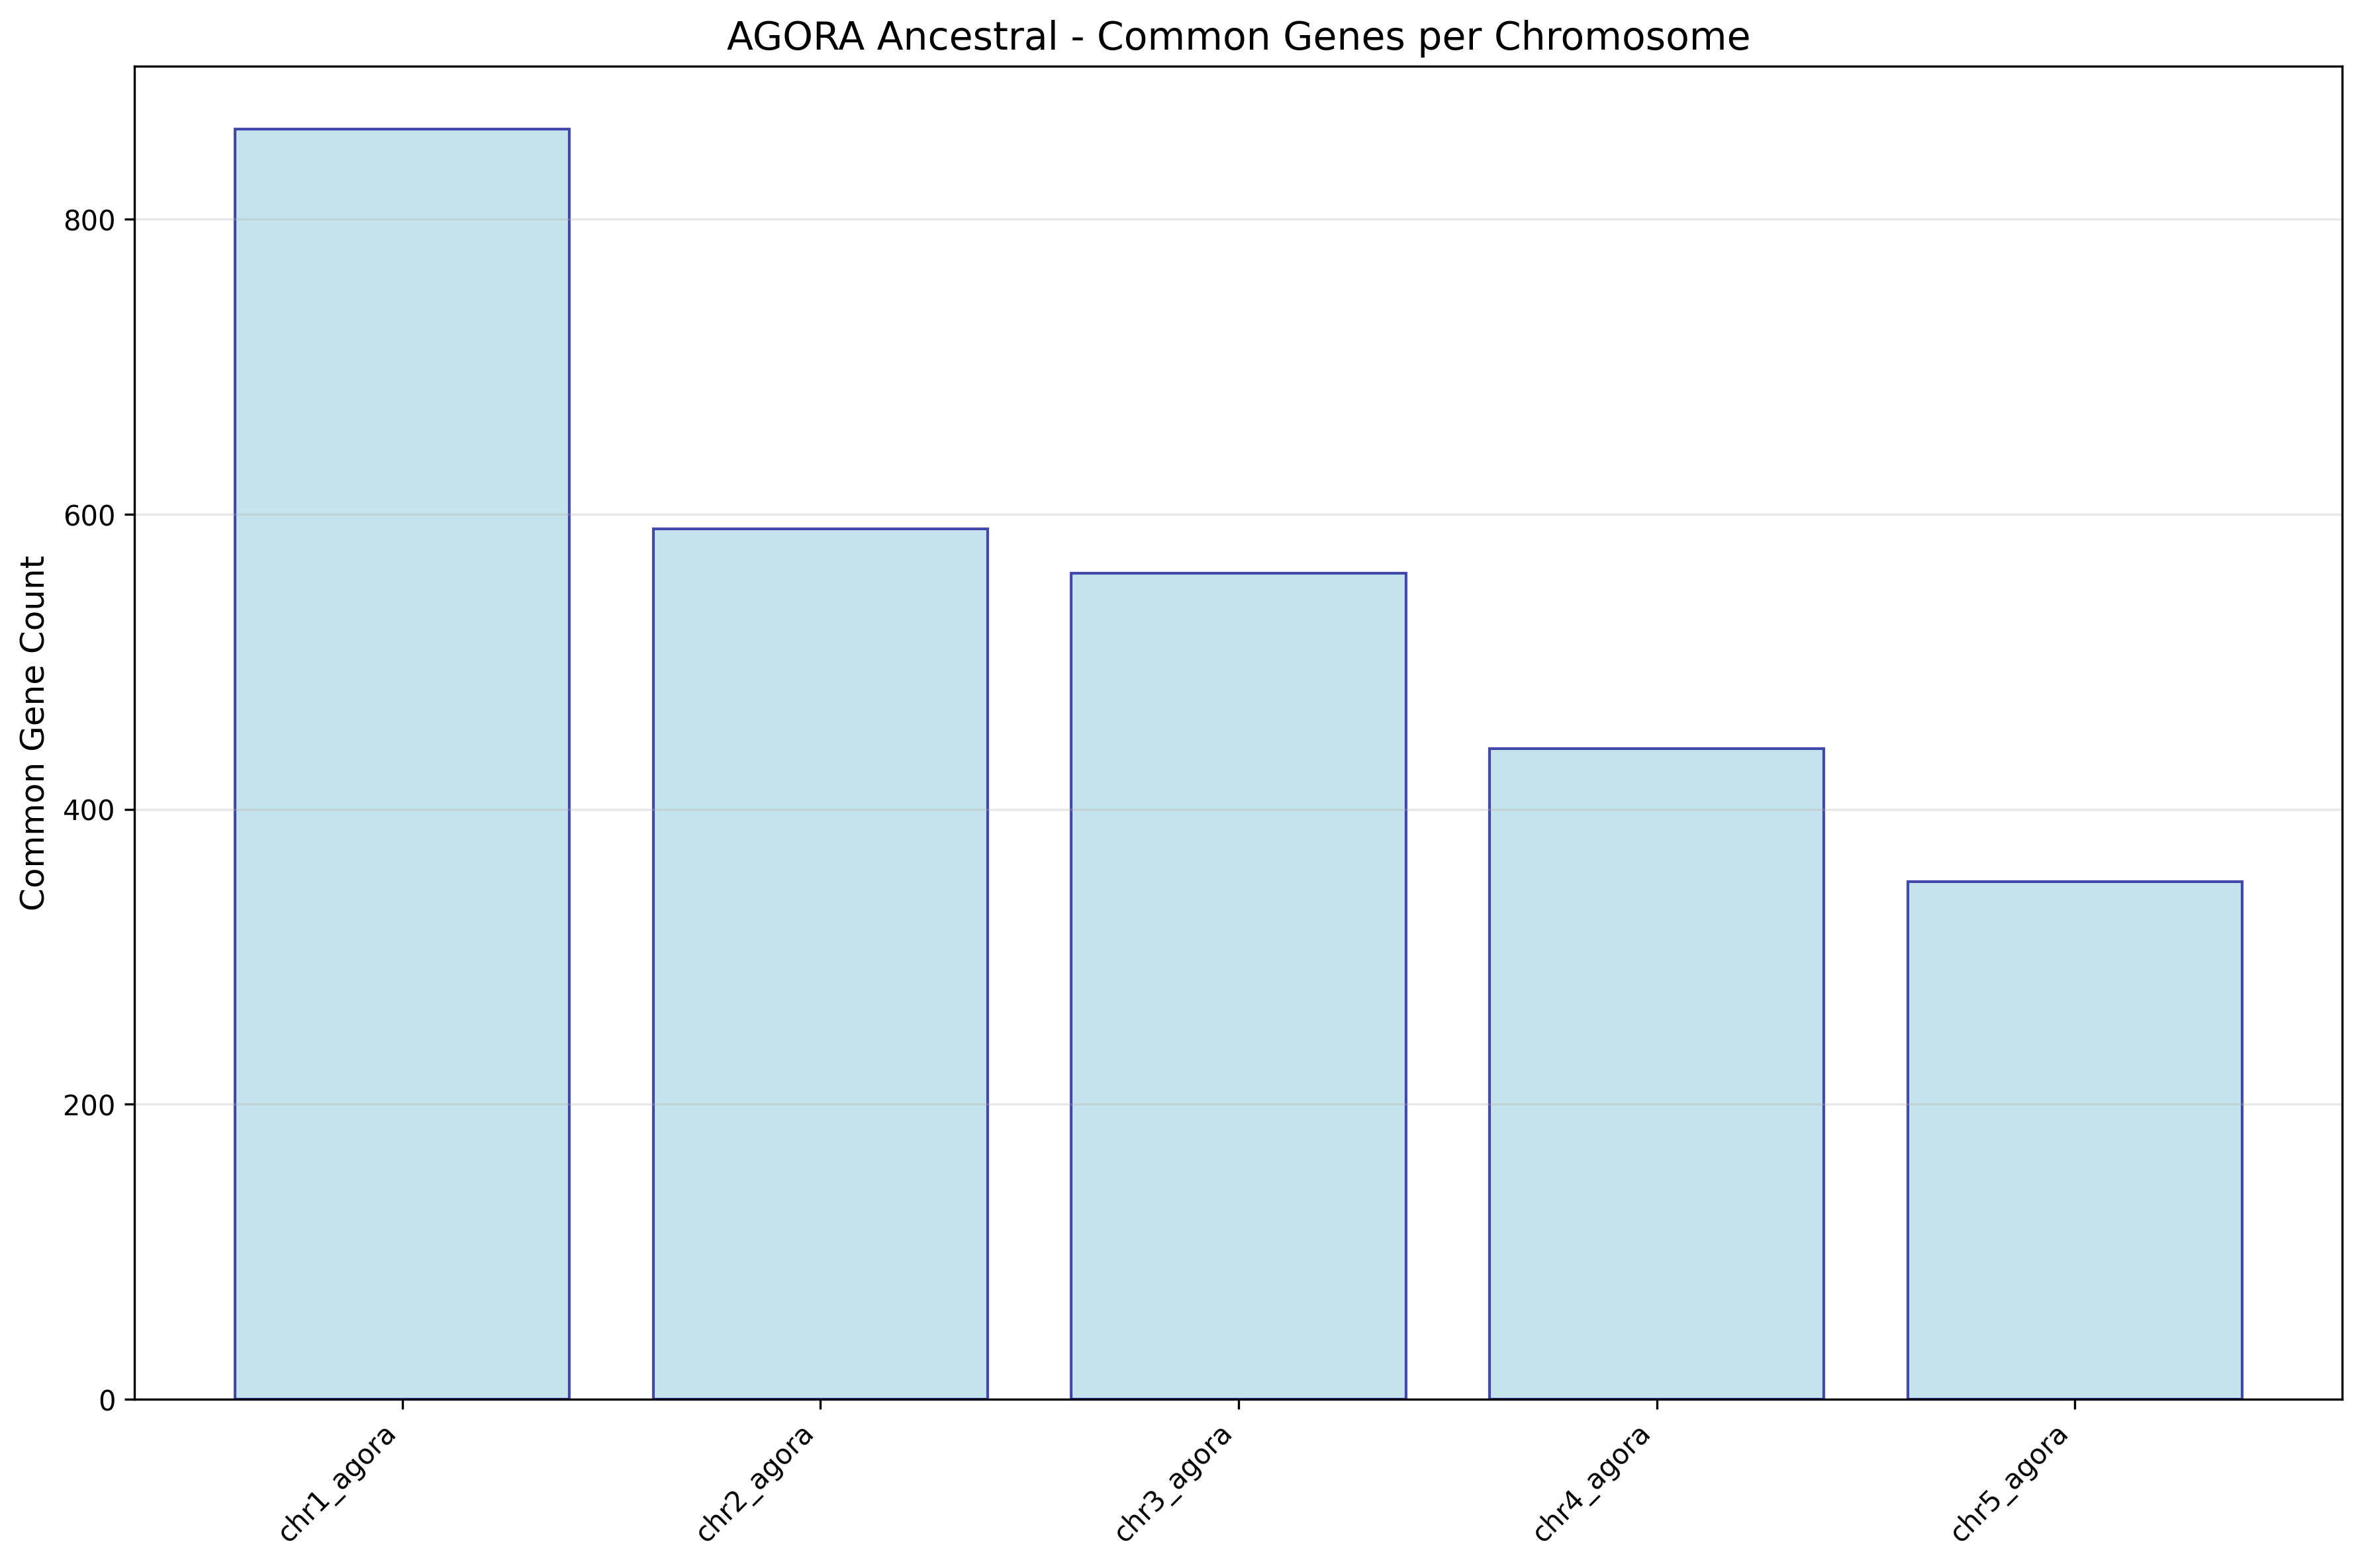 AGORA Ancestral - Common Genes per Chromosome
Common Gene Count
800
600
400
200
0
chr1_agora
chr2_agora
chr3_agora
chr4_agora
chr5_agora